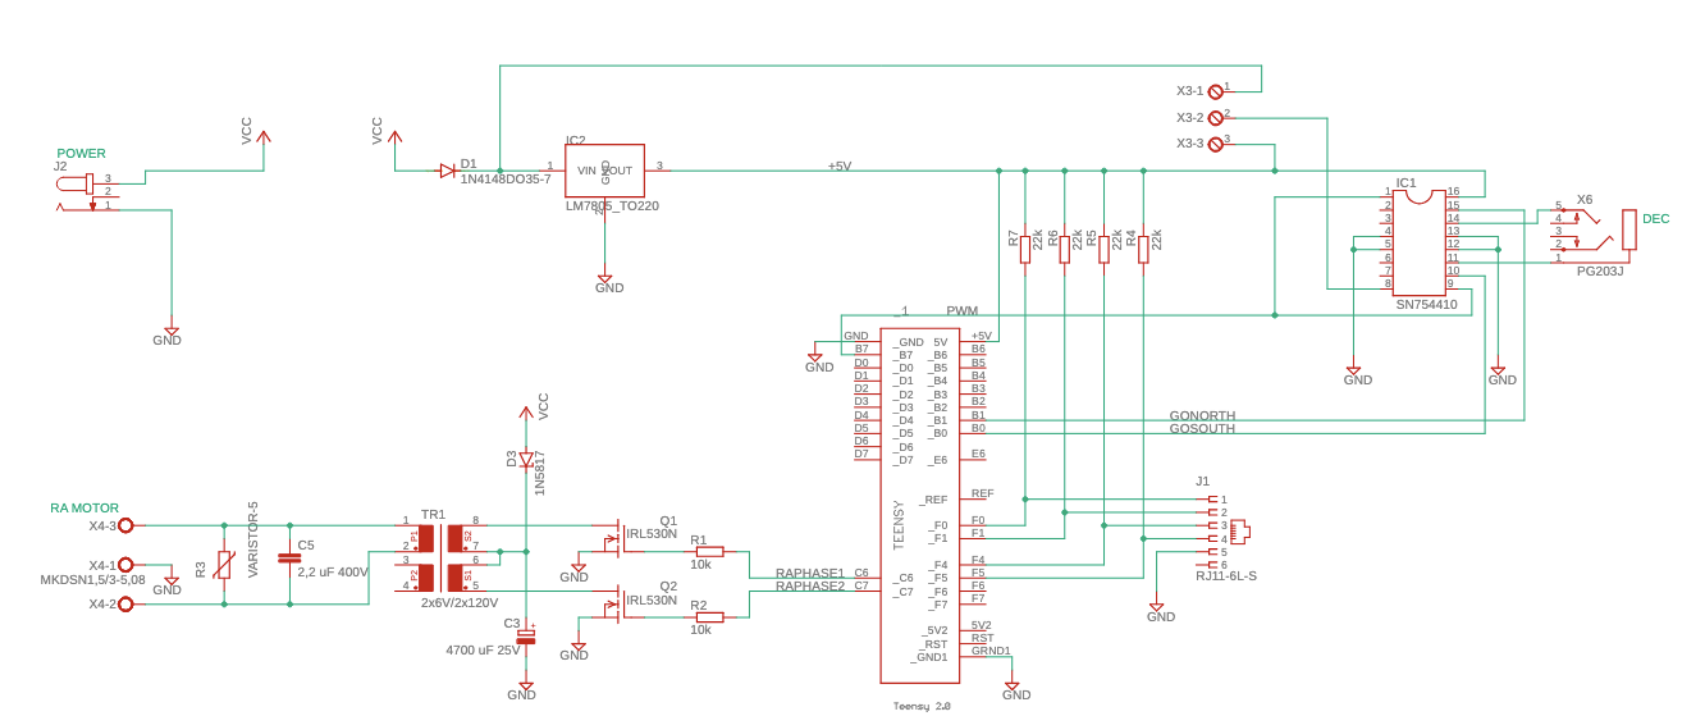 POWER
J2
3
2
1
VCC
GND
VCC
D1
1N4148DO35-7
IC2
1
VIN
GND
VOUT
3
2
LM7805_TO220
GND
+5V
X3-1
1
X3-2
2
X3-3
3
R7
22k
R6
22k
R5
22k
R4
22k
IC1
1
2
3
4
5
6
7
8
16
15
14
13
12
11
10
9
SN754410
GND
GND
X6
5
4
3
2
1
DEC
PG203J
_1
PWM
GND
GND
B7
D0
D1
D2
D3
D4
D5
D6
D7
C6
C7
_GND
_B7
_D0
_D1
_D2
_D3
_D4
_D5
_D6
_D7
_C6
_C7
TEENSY
5V
_B6
_B5
_B4
_B3
_B2
_B1
_B0
_E6
_REF
_F0
_F1
_F4
_F5
_F6
_F7
_5V2
_RST
_GND1
+5V
B6
B5
B4
B3
B2
B1
B0
E6
REF
F0
F1
F4
F5
F6
F7
5V2
RST
GRND1
GND
Teensy 2.0
GONORTH
GOSOUTH
J1
1
2
3
4
5
6
RJ11-6L-S
GND
RA MOTOR
X4-3
X4-1
MKDSN1,5/3-5,08
X4-2
GND
R3
VARISTOR-5
C5
2,2 uF 400V
TR1
1
2
3
4
P1
P2
S2
S1
8
7
6
5
2x6V/2x120V
VCC
D3
1N5817
C3
+
4700 uF 25V
GND
Q1
IRL530N
GND
R1
10k
Q2
IRL530N
GND
R2
10k
RAPHASE1
RAPHASE2